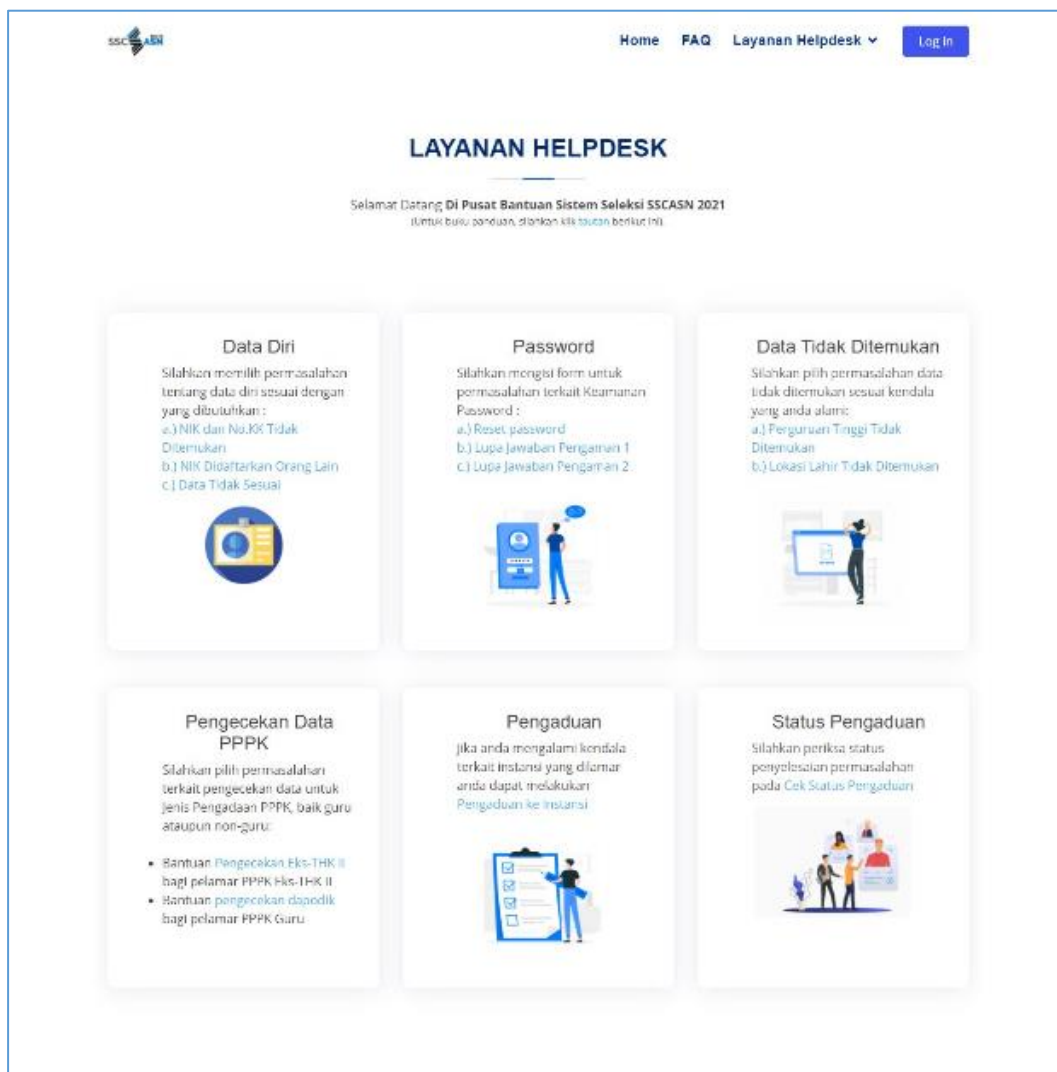 SSCASN
Home FAQ Layanan Helpdesk Log In
LAYANAN HELPDESK
Selamat Datang Di Pusat Bantuan Sistem Seleksi SSCASN 2021
(Untuk buku panduan, silahkan klik tautan berikut ini)
Data Diri
Silahkan memilih permasalahan
tentang data diri sesuai dengan
yang dibutuhkan :
a.) NIK dan No.KK Tidak
Ditemukan
b.) NIK Didaftarkan Orang Lain
c.) Data Tidak Sesuai
Password
Silahkan mengisi form untuk
permasalahan terkait Keamanan
Password :
a.) Reset password
b.) Lupa Jawaban Pengaman 1
c.) Lupa Jawaban Pengaman 2
Data Tidak Ditemukan
Silahkan pilih permasalahan data
tidak ditemukan sesuai kendala
yang anda alami:
a.) Perguruan Tinggi Tidak
Ditemukan
b.) Lokasi Lahir Tidak Ditemukan
Pengecekan Data
PPPK
Silahkan pilih permasalahan
terkait pengecekan data untuk
Jenis Pengadaan PPPK, baik guru
ataupun non-guru:
• Bantuan Pengecekan Eks-THK II
bagi pelamar PPPK Eks-THK II
• Bantuan pengecekan dapodik
bagi pelamar PPPK Guru
Pengaduan
Jika anda mengalami kendala
terkait instansi yang dilamar
anda dapat melakukan
Pengaduan ke Instansi
Status Pengaduan
Silahkan periksa status
penyelesaian permasalahan
pada Cek Status Pengaduan